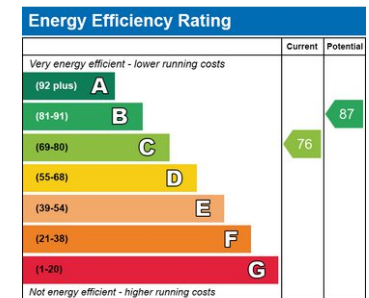 Energy Efficiency Rating
Current Potential
Very energy efficient - lower running costs
(92 plus) A
(81-91) B 87
(69-80) C 76
(55-68) D
(39-54) E
(21-38) F
(1-20) G
Not energy efficient - higher running costs